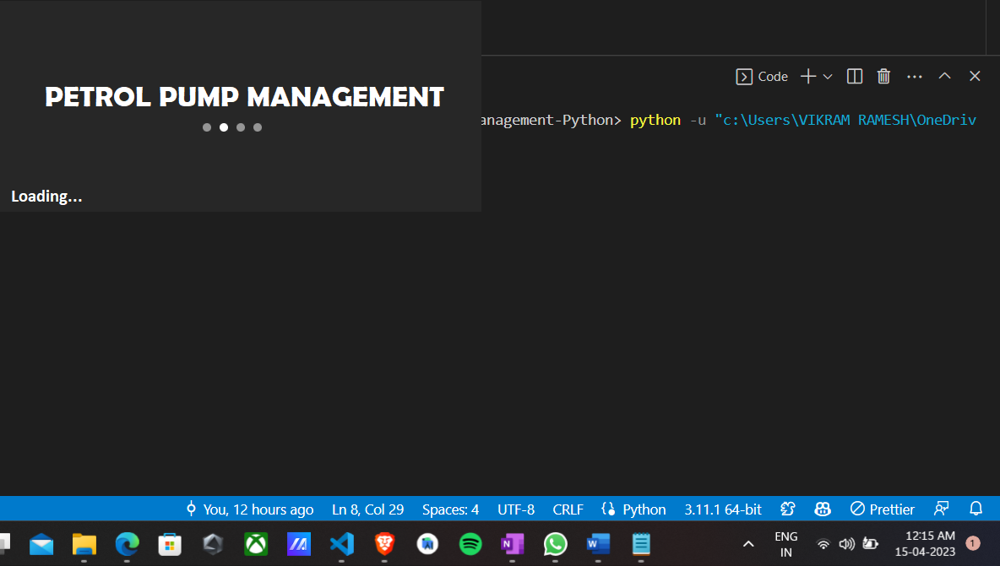 PETROL PUMP MANAGEMENT
Loading...
Code
anagement-Python> python -u "c:\Users\VIKRAM RAMESH\OneDriv
You, 12 hours ago Ln 8, Col 29 Spaces: 4 UTF-8 CRLF Python 3.11.1 64-bit Prettier
ENG
IN
12:15 AM
15-04-2023
1